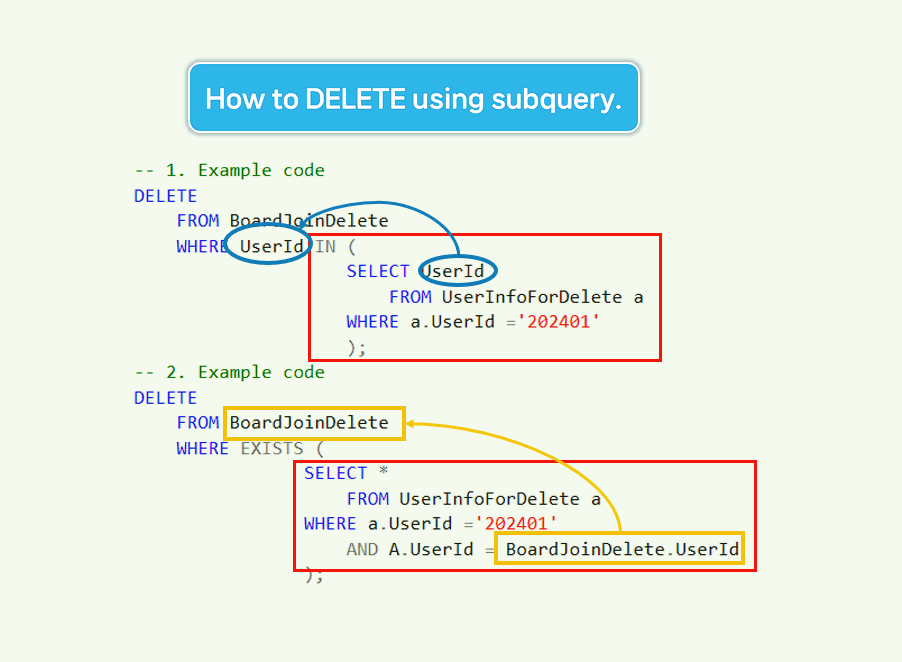 How to DELETE using subquery.
-- 1. Example code
DELETE
FROM BoardJoinDelete
WHERE UserId IN (
SELECT UserId
FROM UserInfoForDelete a
WHERE a.UserId ='202401'
);
-- 2. Example code
DELETE
FROM BoardJoinDelete
WHERE EXISTS (
SELECT *
FROM UserInfoForDelete a
WHERE a.UserId ='202401'
AND A.UserId = BoardJoinDelete.UserId
);